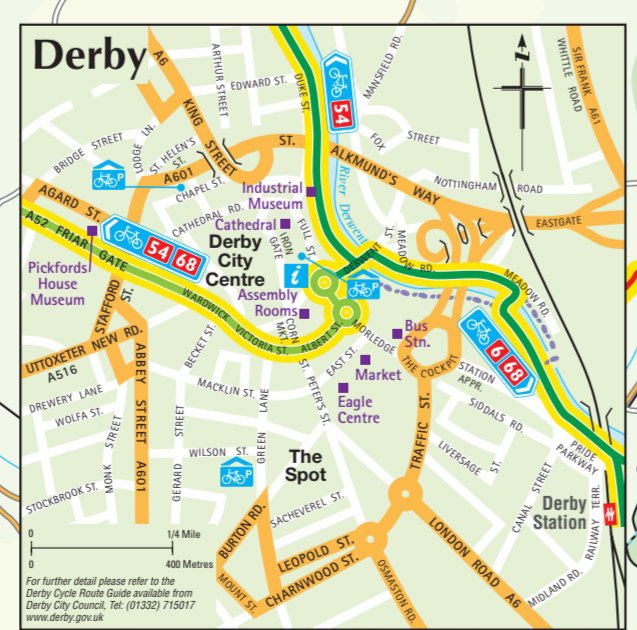 Derby
A6
KING
STREET
ARTHUR STREET
EDWARD ST.
DUKE ST.
54
MANSFIELD RD.
FOX
STREET
N
SIR FRANK
WHITTLE ROAD
A61
BRIDGE STREET
LODGE LN.
ST. HELEN'S
ST.
P
A601
CHAPEL ST.
ST.
ALKMUND'S
WAY
NOTTINGHAM
ROAD
EASTGATE
River Derwent
Industrial
Museum
AGARD ST.
CATHEDRAL RD.
Cathedral
IRON
GATE
FULL ST.
Derby
City
Centre
i
A52 FRIAR
GATE
54 68
Pickfords
House
Museum
STAFFORD
ST.
DERWENT
ST.
MEADOW
RD.
MEADOW RD.
P
Assembly
Rooms
CORN
MKT.
WARDWICK
VICTORIA ST.
ALBERT ST.
MORLEDGE
Bus
Stn.
THE COCKPIT
STATION
APPR.
6 68
UTTOXETER NEW RD.
A516
BECKET ST.
EAST ST.
Market
Eagle
Centre
ST. PETER'S ST.
DREWERY LANE
WOLFA ST.
ABBEY
STREET
A601
MACKLIN ST.
GREEN
LANE
SIDDALS RD.
TRAFFIC ST.
LIVERSAGE
ST.
PRIDE
PARKWAY
MONK
STREET
GERARD
STREET
WILSON ST.
P
The
Spot
STOCKBROOK ST.
SACHEVEREL ST.
CANAL STREET
Derby
Station
RAILWAY TERR.
BURTON RD.
LEOPOLD ST.
CHARNWOOD ST.
MOUNT ST.
OSMASTON RD.
LONDON ROAD A6
MIDLAND RD.
0 1/4 Mile
0 400 Metres
For further detail please refer to the
Derby Cycle Route Guide available from
Derby City Council, Tel: (01332) 715017
www.derby.gov.uk